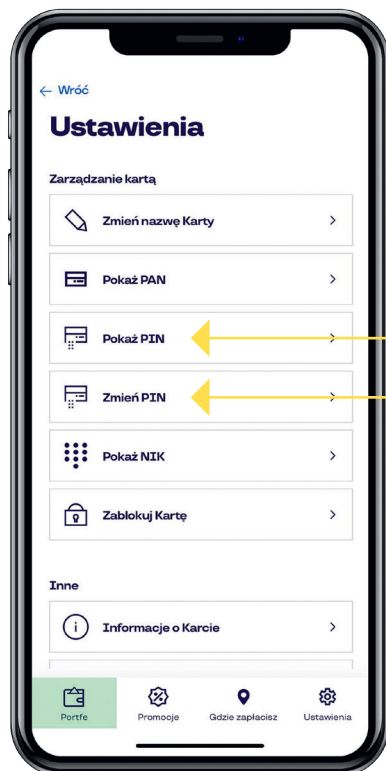 ← Wróć
Ustawienia
Zarządzanie kartą
Zmień nazwę Karty
Pokaż PAN
Pokaż PIN
Zmień PIN
Pokaż NIK
Zablokuj Kartę
Inne
Informacje o Karcie
Portfe
Promocje
Gdzie zapłacisz
Ustawienia